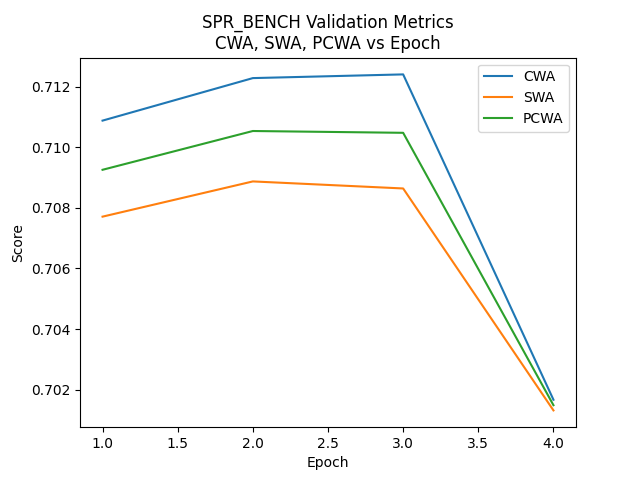 SPR_BENCH Validation Metrics
CWA, SWA, PCWA vs Epoch
CWA
SWA
PCWA
0.712
0.710
0.708
0.706
0.704
0.702
Score
1.0 1.5 2.0 2.5 3.0 3.5 4.0
Epoch